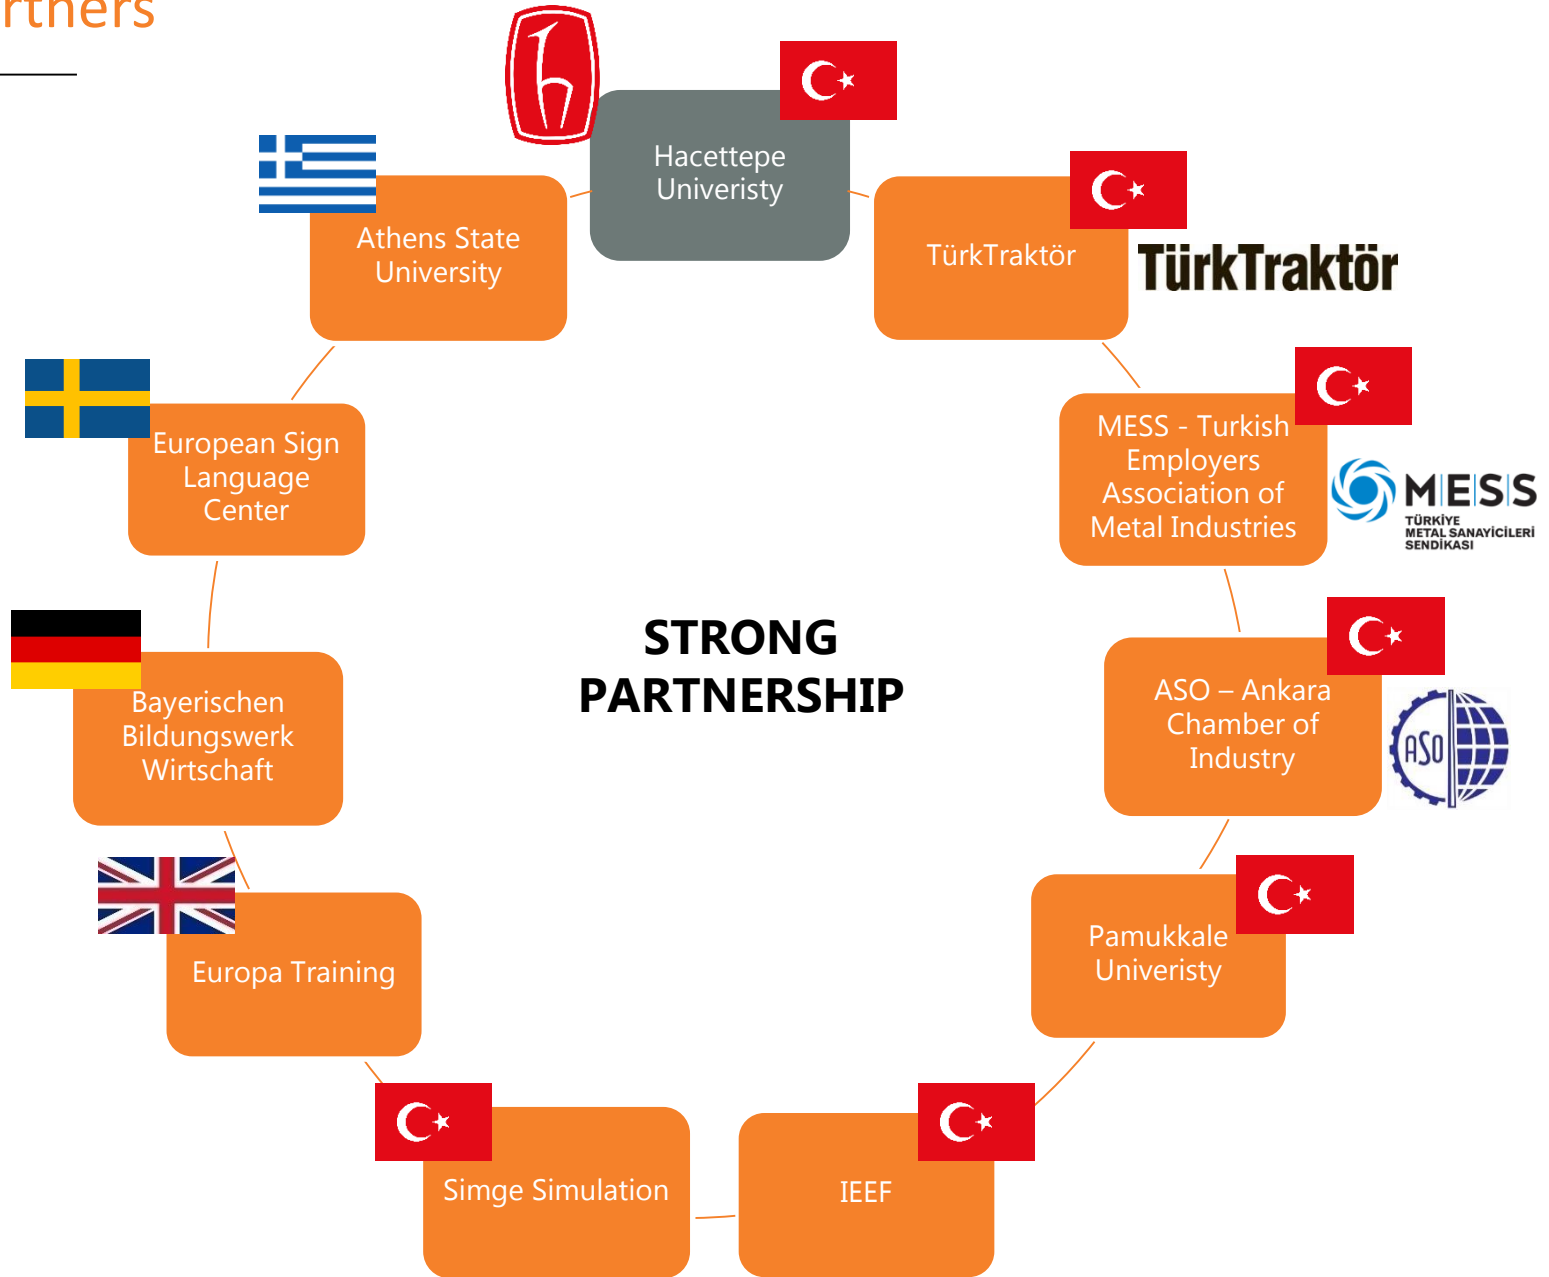 rtners
Hacettepe
Univeristy
TürkTraktör
TürkTraktör
MESS - Turkish
Employers
Association of
Metal Industries
MESS
TÜRKİYE
METAL SANAYİCİLERİ
SENDİKASI
ASO – Ankara
Chamber of
Industry
ASO
Pamukkale
Univeristy
IEEF
Simge Simulation
Europa Training
Bayerischen
Bildungswerk
Wirtschaft
European Sign
Language
Center
Athens State
University
STRONG
PARTNERSHIP